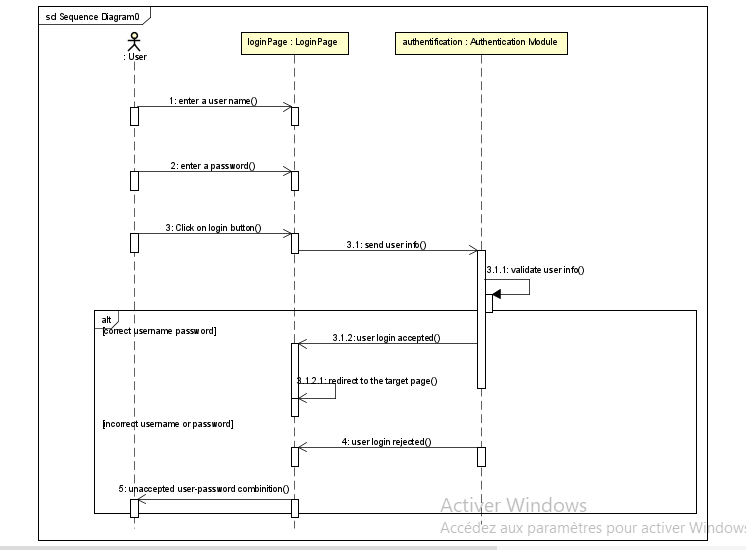 sd Sequence Diagram0
: User
loginPage : LoginPage
authentification : Authentication Module
1: enter a user name()
2: enter a password()
3: Click on login button()
3.1: send user info()
3.1.1: validate user info()
alt
[correct username password]
3.1.2: user login accepted()
3.1.2.1: redirect to the target page()
[incorrect username or password]
4: user login rejected()
5: unaccepted user-password combinition()
Activer Windows
Accédez aux paramètres pour activer Windows